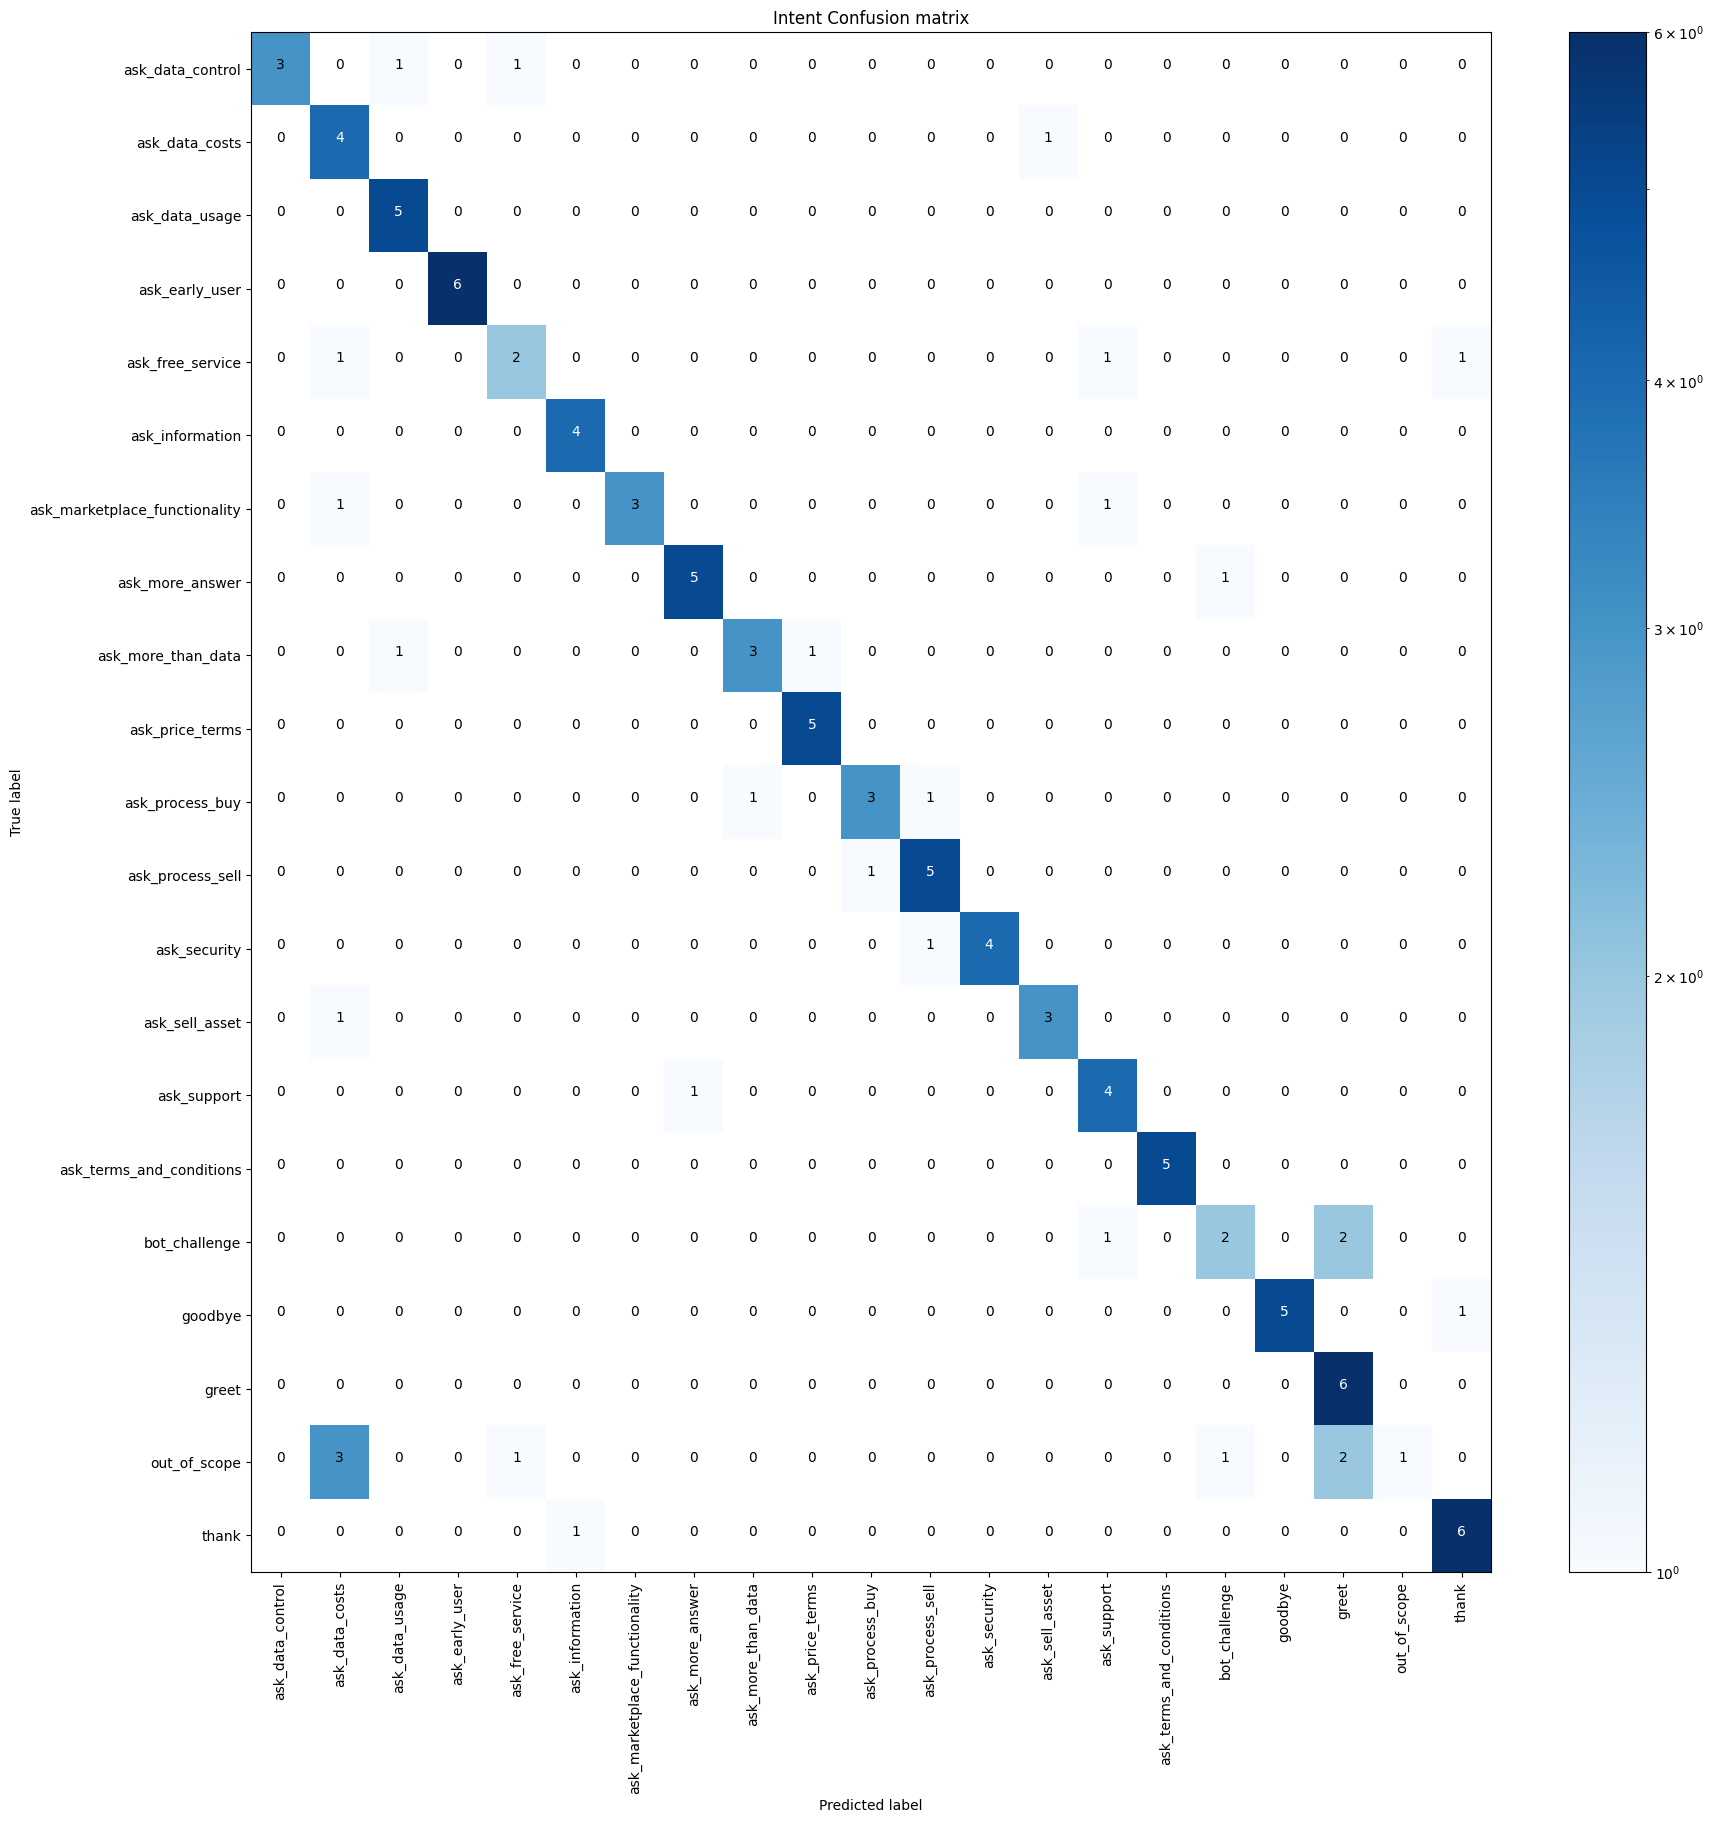 Intent Confusion matrix
True label
ask_data_control 3 0 1 0 1 0 0 0 0 0 0 0 0 0 0 0 0 0 0 0 0
ask_data_costs 0 4 0 0 0 0 0 0 0 0 0 0 0 1 0 0 0 0 0 0 0
ask_data_usage 0 0 5 0 0 0 0 0 0 0 0 0 0 0 0 0 0 0 0 0 0
ask_early_user 0 0 0 6 0 0 0 0 0 0 0 0 0 0 0 0 0 0 0 0 0
ask_free_service 0 1 0 0 2 0 0 0 0 0 0 0 0 0 1 0 0 0 0 0 1
ask_information 0 0 0 0 0 4 0 0 0 0 0 0 0 0 0 0 0 0 0 0 0
ask_marketplace_functionality 0 1 0 0 0 0 3 0 0 0 0 0 0 0 1 0 0 0 0 0 0
ask_more_answer 0 0 0 0 0 0 0 5 0 0 0 0 0 0 0 0 1 0 0 0 0
ask_more_than_data 0 0 1 0 0 0 0 0 3 1 0 0 0 0 0 0 0 0 0 0 0
ask_price_terms 0 0 0 0 0 0 0 0 0 5 0 0 0 0 0 0 0 0 0 0 0
ask_process_buy 0 0 0 0 0 0 0 0 1 0 3 1 0 0 0 0 0 0 0 0 0
ask_process_sell 0 0 0 0 0 0 0 0 0 0 1 5 0 0 0 0 0 0 0 0 0
ask_security 0 0 0 0 0 0 0 0 0 0 0 1 4 0 0 0 0 0 0 0 0
ask_sell_asset 0 1 0 0 0 0 0 0 0 0 0 0 0 3 0 0 0 0 0 0 0
ask_support 0 0 0 0 0 0 0 1 0 0 0 0 0 0 4 0 0 0 0 0 0
ask_terms_and_conditions 0 0 0 0 0 0 0 0 0 0 0 0 0 0 0 5 0 0 0 0 0
bot_challenge 0 0 0 0 0 0 0 0 0 0 0 0 0 0 1 0 2 0 2 0 0
goodbye 0 0 0 0 0 0 0 0 0 0 0 0 0 0 0 0 0 5 0 0 1
greet 0 0 0 0 0 0 0 0 0 0 0 0 0 0 0 0 0 0 6 0 0
out_of_scope 0 3 0 0 1 0 0 0 0 0 0 0 0 0 0 0 1 0 2 1 0
thank 0 0 0 0 0 1 0 0 0 0 0 0 0 0 0 0 0 0 0 0 6
ask_data_control
ask_data_costs
ask_data_usage
ask_early_user
ask_free_service
ask_information
ask_marketplace_functionality
ask_more_answer
ask_more_than_data
ask_price_terms
ask_process_buy
ask_process_sell
ask_security
ask_sell_asset
ask_support
ask_terms_and_conditions
bot_challenge
goodbye
greet
out_of_scope
thank
Predicted label
6 × 10⁰
4 × 10⁰
3 × 10⁰
2 × 10⁰
10⁰